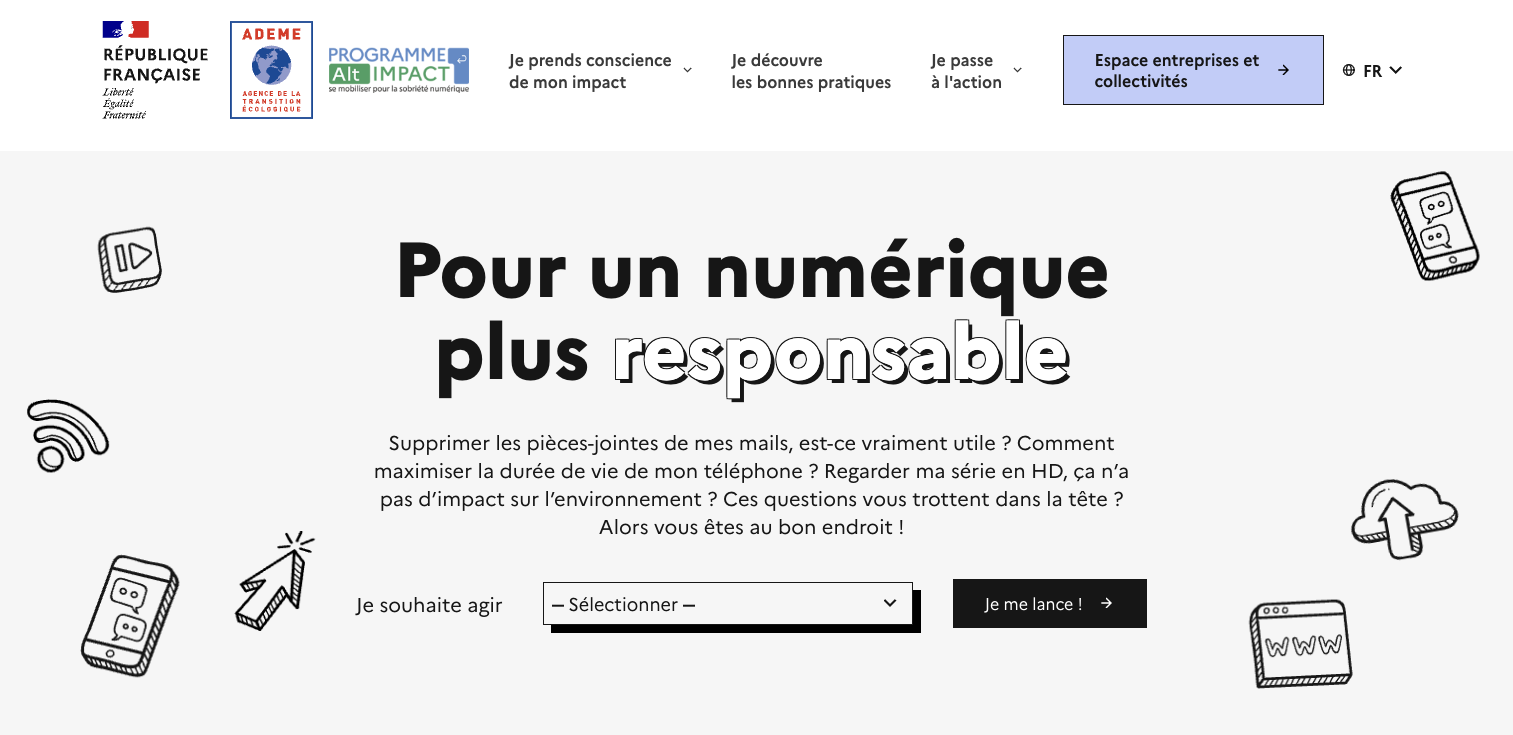 RÉPUBLIQUE
FRANÇAISE
Liberté
Égalité
Fraternité
ADEME
AGENCE DE LA
TRANSITION
ÉCOLOGIQUE
PROGRAMME
Alt IMPACT
se mobiliser pour la sobriété numérique
Je prends conscience
de mon impact
Je découvre
les bonnes pratiques
Je passe
à l'action
Espace entreprises et
collectivités
FR
Pour un numérique
plus responsable
Supprimer les pièces-jointes de mes mails, est-ce vraiment utile ? Comment
maximiser la durée de vie de mon téléphone ? Regarder ma série en HD, ça n’a
pas d’impact sur l’environnement ? Ces questions vous trottent dans la tête ?
Alors vous êtes au bon endroit !
Je souhaite agir
— Sélectionner —
Je me lance !
WWW